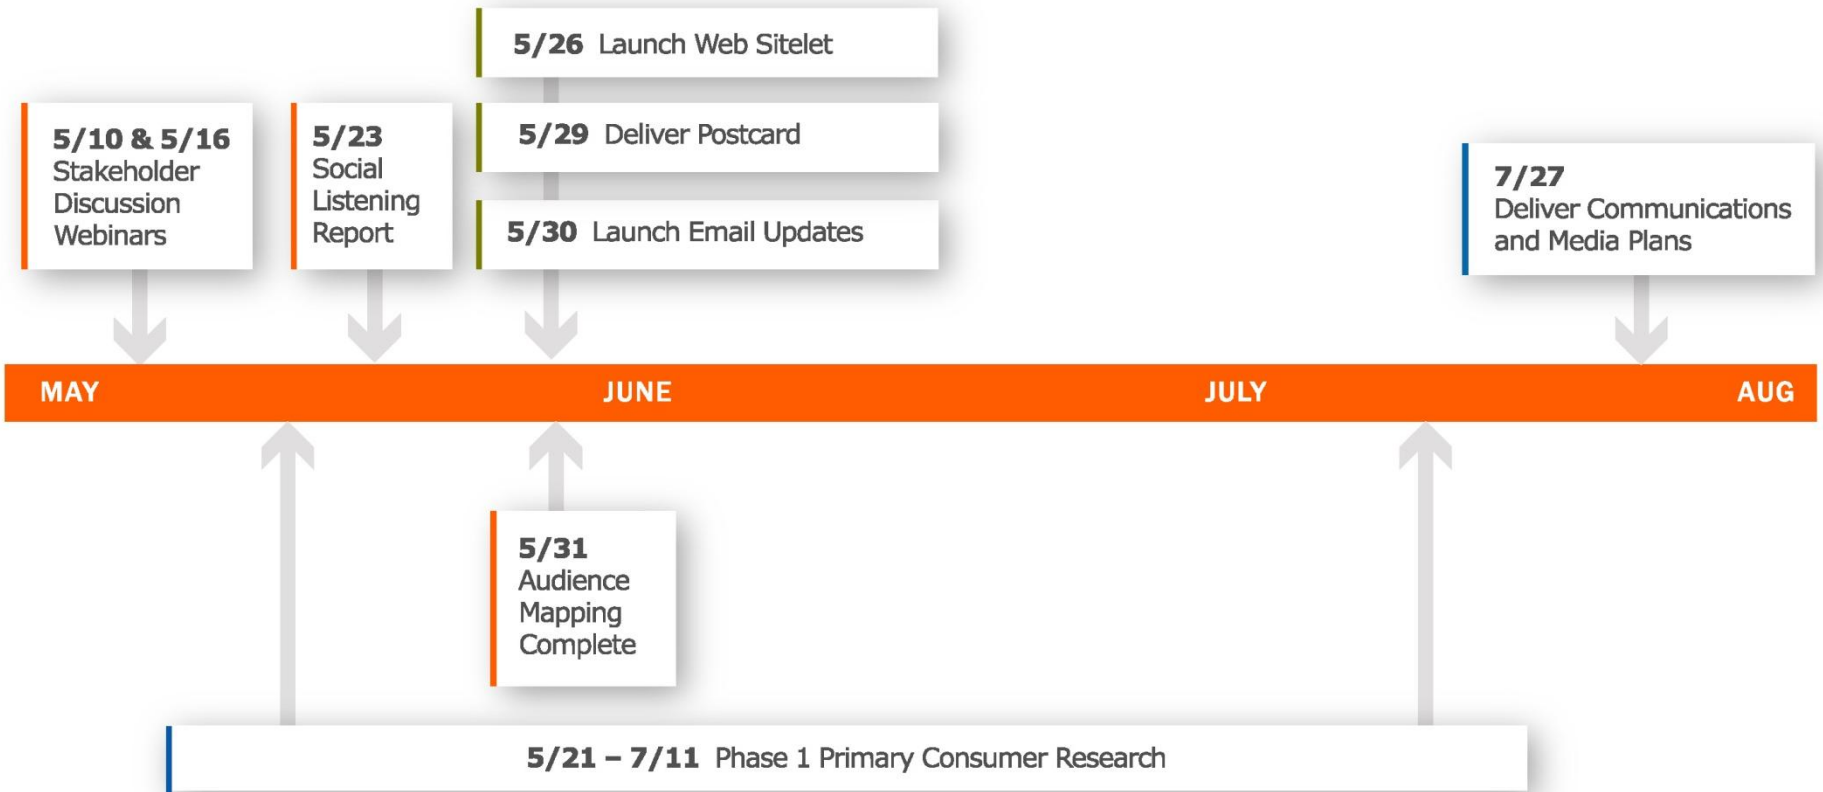 5/26 Launch Web Sitelet
5/10 & 5/16
Stakeholder
Discussion
Webinars
5/23
Social
Listening
Report
5/29 Deliver Postcard
5/30 Launch Email Updates
7/27
Deliver Communications
and Media Plans
MAY JUNE JULY AUG
5/31
Audience
Mapping
Complete
5/21 – 7/11 Phase 1 Primary Consumer Research